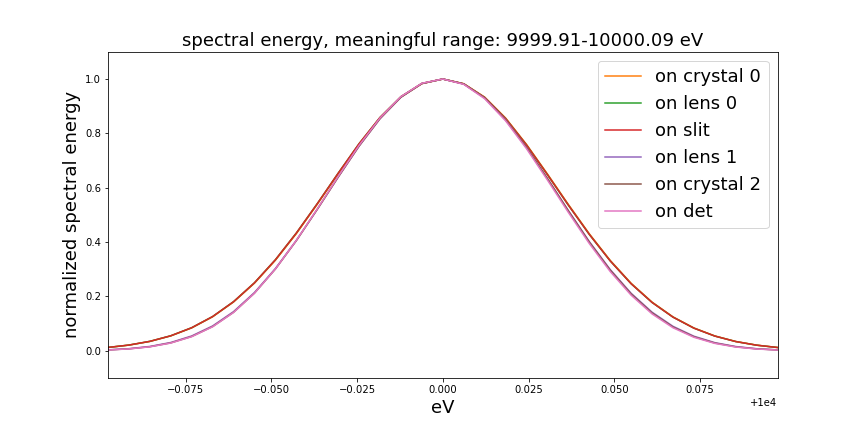 spectral energy, meaningful range: 9999.91-10000.09 eV
normalized spectral energy
1.0
0.8
0.6
0.4
0.2
0.0
on crystal 0
on lens 0
on slit
on lens 1
on crystal 2
on det
−0.075 −0.050 −0.025 0.000 0.025 0.050 0.075
+1e4
eV